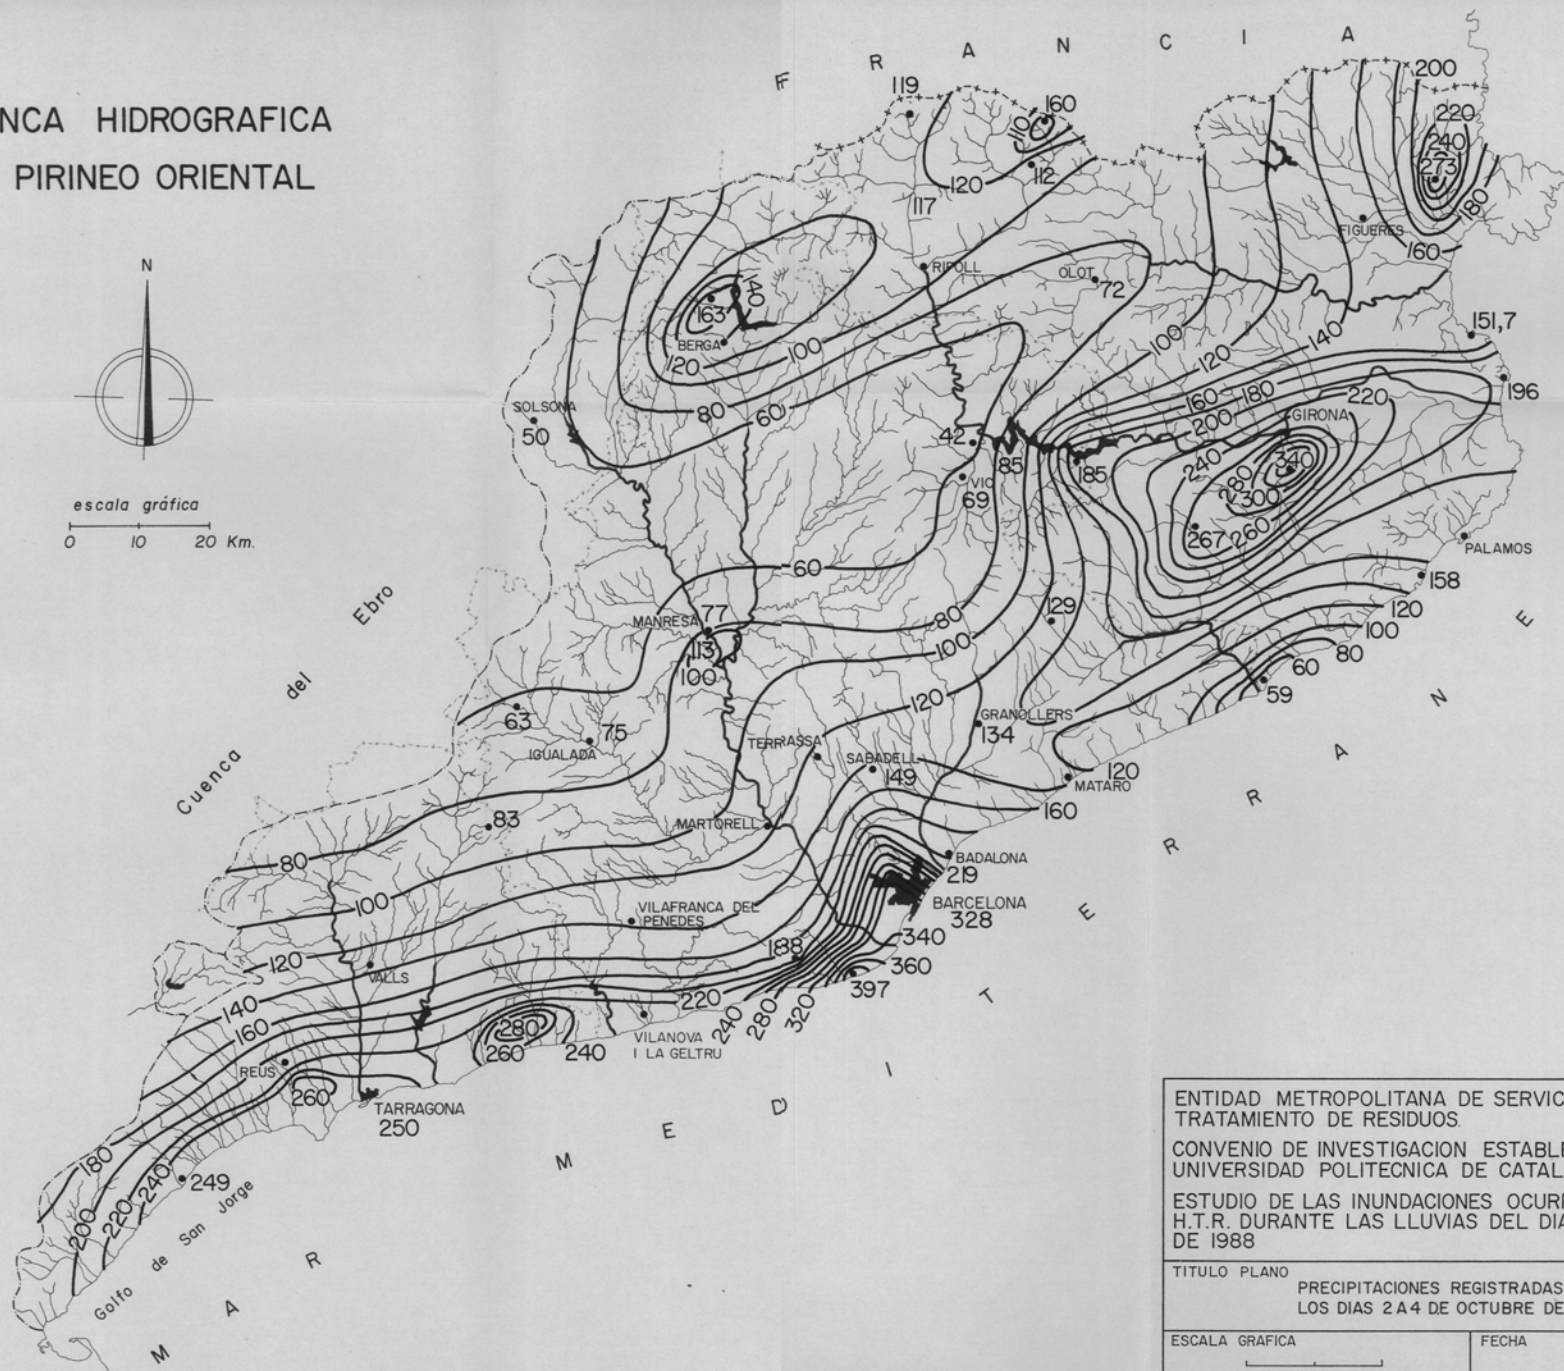 NCA HIDROGRAFICA
PIRINEO ORIENTAL
N
escala gráfica
0 10 20 Km.
F R A N C I A
200
119
160
110
220
240
112
273
120
180
117
FIGUERES
160
RIPOLL
OLOT
72
140
163
BERGA
151,7
100
140
120
100
120
196
80
160
180
220
SOLSONA
60
200
GIRONA
50
42
85
185
240
280
340
VIC
69
300
267
260
PALAMOS
60
158
Ebro
77
129
120
MANRESA
80
100
113
100
100
60
80
del
59
63
120
GRANOLLERS
75
134
IGUALADA
TERRASSA
SABADELL
149
120
MATARO
Cuenca
160
83
MARTORELL
80
BADALONA
219
100
VILAFRANCA DEL
PENEDES
BARCELONA
328
188
340
120
360
VALLS
397
140
220
160
280
240
280
320
VILANOVA
I LA GELTRU
260
240
REUS
260
TARRAGONA
250
180
249
240
220
200
Golfo de San Jorge
M A R M E D I T E R R A N E
ENTIDAD METROPOLITANA DE SERVIC
TRATAMIENTO DE RESIDUOS.
CONVENIO DE INVESTIGACION ESTABLE
UNIVERSIDAD POLITECNICA DE CATAL
ESTUDIO DE LAS INUNDACIONES OCUR
H.T.R. DURANTE LAS LLUVIAS DEL DIA
DE 1988
TITULO PLANO
PRECIPITACIONES REGISTRADAS
LOS DIAS 2 A 4 DE OCTUBRE DE
ESCALA GRAFICA
FECHA